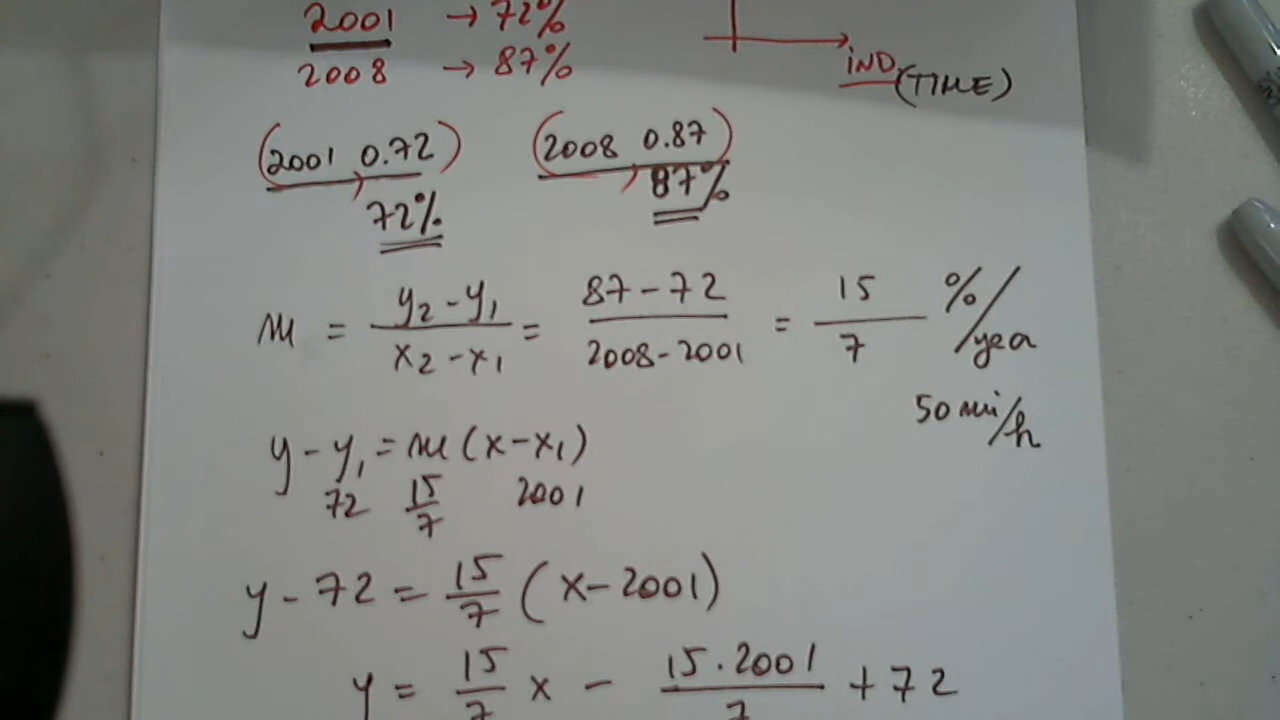 2001 → 72%
2008 → 87%
IND (TIME)
(2001, 0.72) (2008, 0.87)
72% 87%
m = y₂-y₁ / x₂-x₁ = 87-72 / 2008-2001 = 15/7 %/yea
50 mi/h
y-y₁ = m(x-x₁)
72 15/7 2001
y-72 = 15/7 (x-2001)
y = 15/7 x - 15.2001/7 + 72